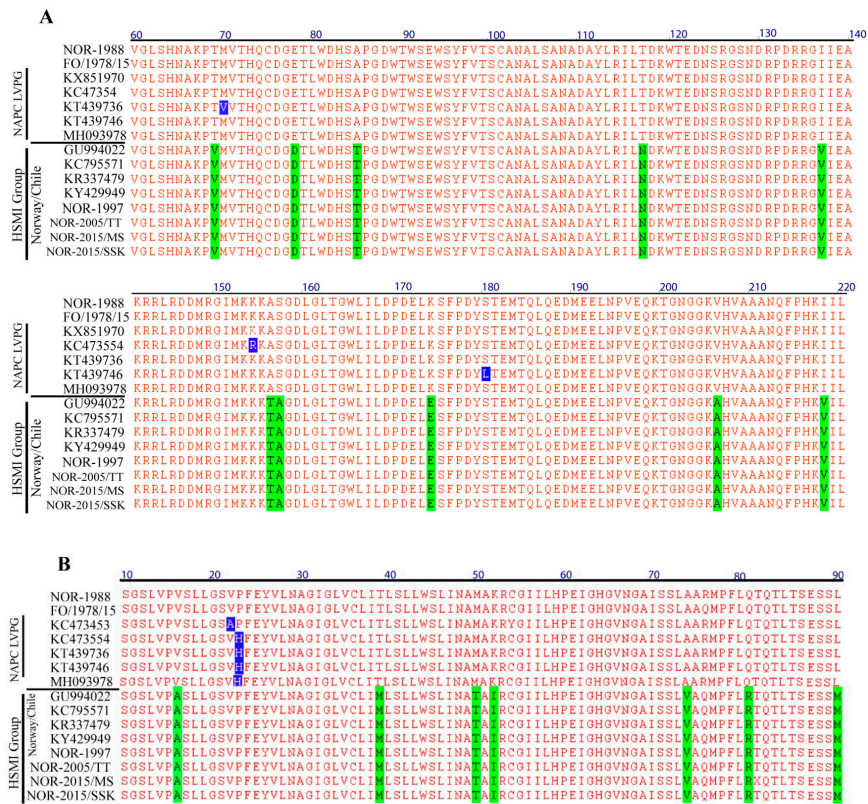 A
60 70 80 90 100 110 120 130 140
NOR-1988 VGLSHNAKPTMVTHQCDGETLWDHSAPGDWTWSEWSYFVTSCANALSANADAYLRILTDKWTEDNSRGSNDRPDRRGIIEA
FO/1978/15 VGLSHNAKPTMVTHQCDGETLWDHSAPGDWTWSEWSYFVTSCANALSANADAYLRILTDKWTEDNSRGSNDRPDRRGIIEA
NAPC LVPG
KX851970 VGLSHNAKPTMVTHQCDGETLWDHSAPGDWTWSEWSYFVTSCANALSANADAYLRILTDKWTEDNSRGSNDRPDRRGIIEA
KC47354 VGLSHNAKPTMVTHQCDGETLWDHSAPGDWTWSEWSYFVTSCANALSANADAYLRILTDKWTEDNSRGSNDRPDRRGIIEA
KT439736 VGLSHNAKPTVVTHQCDGETLWDHSAPGDWTWSEWSYFVTSCANALSANADAYLRILTDKWTEDNSRGSNDRPDRRGIIEA
KT439746 VGLSHNAKPTMVTHQCDGETLWDHSAPGDWTWSEWSYFVTSCANALSANADAYLRILTDKWTEDNSRGSNDRPDRRGIIEA
MH093978 VGLSHNAKPTMVTHQCDGETLWDHSAPGDWTWSEWSYFVTSCANALSANADAYLRILTDKWTEDNSRGSNDRPDRRGIIEA
HSMI Group
Norway/Chile
GU994022 VGLSHNAKPVMVTHQCDGDTLWDHSTPGDWTWSEWSYFVTSCANALSANADAYLRILNDKWTEDNSRGSNDRPDRRGVIEA
KC795571 VGLSHNAKPVMVTHQCDGDTLWDHSTPGDWTWSEWSYFVTSCANALSANADAYLRILNDKWTEDNSRGSNDRPDRRGVIEA
KR337479 VGLSHNAKPVMVTHQCDGDTLWDHSTPGDWTWSEWSYFVTSCANALSANADAYLRILNDKWTEDNSRGSNDRPDRRGVIEA
KY429949 VGLSHNAKPVMVTHQCDGDTLWDHSTPGDWTWSEWSYFVTSCANALSANADAYLRILNDKWTEDNSRGSNDRPDRRGVIEA
NOR-1997 VGLSHNAKPVMVTHQCDGDTLWDHSTPGDWTWSEWSYFVTSCANALSANADAYLRILNDKWTEDNSRGSNDRPDRRGVIEA
NOR-2005/TT VGLSHNAKPVMVTHQCDGDTLWDHSTPGDWTWSEWSYFVTSCANALSANADAYLRILNDKWTEDNSRGSNDRPDRRGVIEA
NOR-2015/MS VGLSHNAKPVMVTHQCDGDTLWDHSTPGDWTWSEWSYFVTSCANALSANADAYLRILNDKWTEDNSRGSNDRPDRRGVIEA
NOR-2015/SSK VGLSHNAKPVMVTHQCDGDTLWDHSTPGDWTWSEWSYFVTSCANALSANADAYLRILNDKWTEDNSRGSNDRPDRRGVIEA
150 160 170 180 190 200 210 220
NOR-1988 KRRLRDDMRGIMKKKASGDLGLTGWLILDPDELKSFPDYSTEMTQLQEDMEELNPVEQKTGNGGKVHVAAANQFPHKIIL
FO/1978/15 KRRLRDDMRGIMKKKASGDLGLTGWLILDPDELKSFPDYSTEMTQLQEDMEELNPVEQKTGNGGKVHVAAANQFPHKIIL
NAPC LVPG
KX851970 KRRLRDDMRGIMKKKASGDLGLTGWLILDPDELKSFPDYSTEMTQLQEDMEELNPVEQKTGNGGKVHVAAANQFPHKIIL
KC473554 KRRLRDDMRGIMKRKASGDLGLTGWLILDPDELKSFPDYSTEMTQLQEDMEELNPVEQKTGNGGKVHVAAANQFPHKIIL
KT439736 KRRLRDDMRGIMKKKASGDLGLTGWLILDPDELKSFPDYSTEMTQLQEDMEELNPVEQKTGNGGKVHVAAANQFPHKIIL
KT439746 KRRLRDDMRGIMKKKASGDLGLTGWLILDPDELKSFPDYLTEMTQLQEDMEELNPVEQKTGNGGKVHVAAANQFPHKIIL
MH093978 KRRLRDDMRGIMKKKASGDLGLTGWLILDPDELKSFPDYSTEMTQLQEDMEELNPVEQKTGNGGKVHVAAANQFPHKIIL
HSMI Group
Norway/Chile
GU994022 KRRLRDDMRGIMKKKTAGDLGLTGWLILDPDELESFPDYSTEMTQLQEDMEELNPVEQKTGNGGKAHVAAANQFPHKVIL
KC795571 KRRLRDDMRGIMKKKTAGDLGLTGWLILDPDELESFPDYSTEMTQLQEDMEELNPVEQKTGNGGKAHVAAANQFPHKVIL
KR337479 KRRLRDDMRGIMKKKTAGDLGLTGWLILDPDELESFPDYSTEMTQLQEDMEELNPVEQKTGNGGKAHVAAANQFPHKVIL
KY429949 KRRLRDDMRGIMKKKTAGDLGLTGWLILDPDELESFPDYSTEMTQLQEDMEELNPVEQKTGNGGKAHVAAANQFPHKVIL
NOR-1997 KRRLRDDMRGIMKKKTAGDLGLTGWLILDPDELESFPDYSTEMTQLQEDMEELNPVEQKTGNGGKAHVAAANQFPHKVIL
NOR-2005/TT KRRLRDDMRGIMKKKTAGDLGLTGWLILDPDELESFPDYSTEMTQLQEDMEELNPVEQKTGNGGKAHVAAANQFPHKVIL
NOR-2015/MS KRRLRDDMRGIMKKKTAGDLGLTGWLILDPDELESFPDYSTEMTQLQEDMEELNPVEQKTGNGGKAHVAAANQFPHKVIL
NOR-2015/SSK KRRLRDDMRGIMKKKTAGDLGLTGWLILDPDELESFPDYSTEMTQLQEDMEELNPVEQKTGNGGKAHVAAANQFPHKVIL
B
10 20 30 40 50 60 70 80 90
NOR-1988 SGSLVPVSLLGSVPFEYVLNAGIGLVCLITLSLLWSLINAMAKRCGIILHPEIGHGVNGAISSLAARMPFLQTQTLTSESSL
FO/1978/15 SGSLVPVSLLGSVPFEYVLNAGIGLVCLITLSLLWSLINAMAKRCGIILHPEIGHGVNGAISSLAAQMPFLQTQTLTSESSL
NAPC LVPG
KC473453 SGSLVPVSLLGSAPFEYVLNAGIGLVCLITLSLLWSLINAMAKRYGIILHPEIGHGVNGAISSLAAQMPFLQTQTLTSESSL
KC473554 SGSLVPVSLLGSVHFEYVLNAGIGLVCLITLSLLWSLINAMAKRCGIILHPEIGHGVNGAISSLAARMPFLQTQTLTSESSL
KT439736 SGSLVPVSLLGSVHFEYVLNAGIGLVCLITLSLLWSLINAMAKRCGIILHPEIGHGVNGAISSLAARMPFLQTQTLTSESSL
KT439746 SGSLVPVSLLGSVHFEYVLNAGIGLVCLITLSLLWSLINAMAKRCGIILHPEIGHGVNGAISSLAARMPFLQTQTLTSESSL
MH093978 SGSLVPVSLLGSVHFEYVLNAGIGLVCLITLSLLWSLINAMAKRCGIILHPEIGHGVNGAISSLAARMPFLQTQTLTSESSL
HSMI Group
Norway/Chile
GU994022 SGSLVPASLLGSVPFEYVLNAGIGLVCLIMLSLLWSLINATAIRCGIILHPEIGHGVNGAISSLVAQMPFLRTQTLTSESSM
KC795571 SGSLVPASLLGSVPFEYVLNAGIGLVCLIMLSLLWSLINATAIRCGIILHPEIGHGVNGAISSLVAQMPFLRTQTLTSESSM
KR337479 SGSLVPASLLGSVPFEYVLNAGIGLVCLIMLSLLWSLINATAIRCGIILHPEIGHGVNGAISSLVAQMPFLRTQTLTSESSM
KY429949 SGSLVPASLLGSVPFEYVLNAGIGLVCLIMLSLLWSLINATAIRCGIILHPEIGHGVNGAISSLVAQMPFLRTQTLTSESSM
NOR-1997 SGSLVPASLLGSVPFEYVLNAGIGLVCLIMLSLLWSLINATAIRCGIILHPEIGHGVNGAISSLVAQMPFLRTQTLTSESSM
NOR-2005/TT SGSLVPASLLGSVPFEYVLNAGIGLVCLIMLSLLWSLINATAIRCGIILHPEIGHGVNGAISSLVAQMPFLRTQTLTSESSM
NOR-2015/MS SGSLVPASLLGSVPFEYVLNAGIGLVCLIMLSLLWSLINATAIRCGIILHPEIGHGVNGAISSLVAQMPFLRXQTLTSESSM
NOR-2015/SSK SGSLVPASLLGSVPFEYVLNAGIGLVCLIMLSLLWSLINATAIRCGIILHPEIGHGVNGAISSLVAQMPFLRTQTLTSESSM